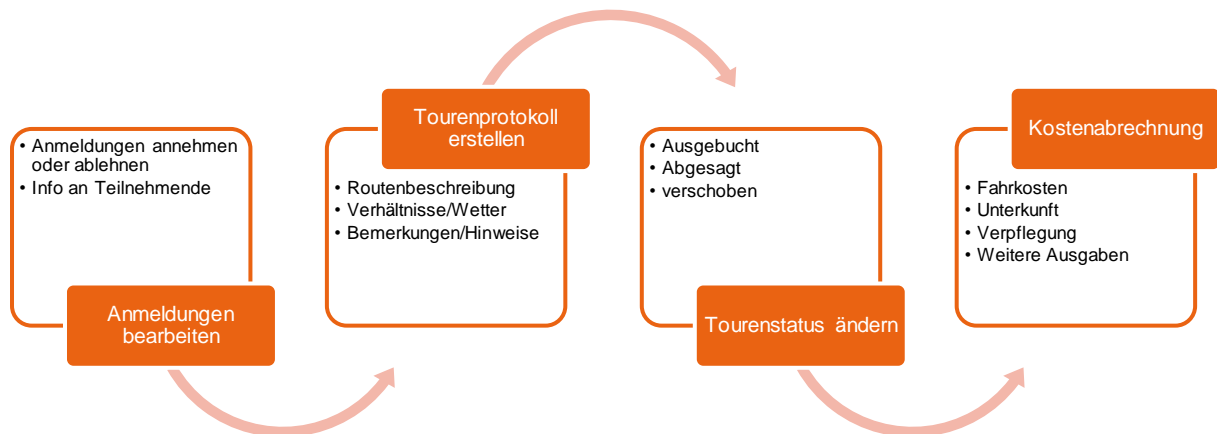 • Anmeldungen annehmen
oder ablehnen
• Info an Teilnehmende
Anmeldungen
bearbeiten
Tourenprotokoll
erstellen
• Routenbeschreibung
• Verhältnisse/Wetter
• Bemerkungen/Hinweise
• Ausgebucht
• Abgesagt
• verschoben
Tourenstatus ändern
Kostenabrechnung
• Fahrkosten
• Unterkunft
• Verpflegung
• Weitere Ausgaben